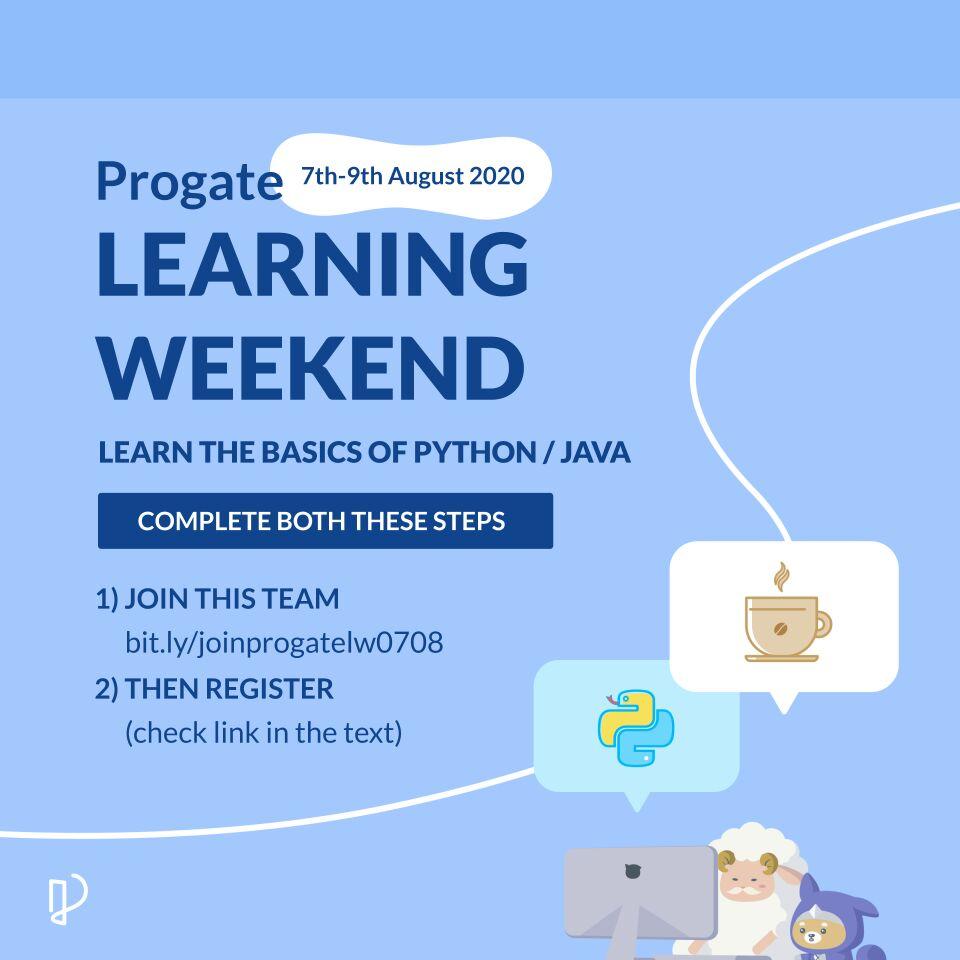 Progate
7th-9th August 2020
LEARNING
WEEKEND
LEARN THE BASICS OF PYTHON / JAVA
COMPLETE BOTH THESE STEPS
1) JOIN THIS TEAM
bit.ly/joinprogatelw0708
2) THEN REGISTER
(check link in the text)